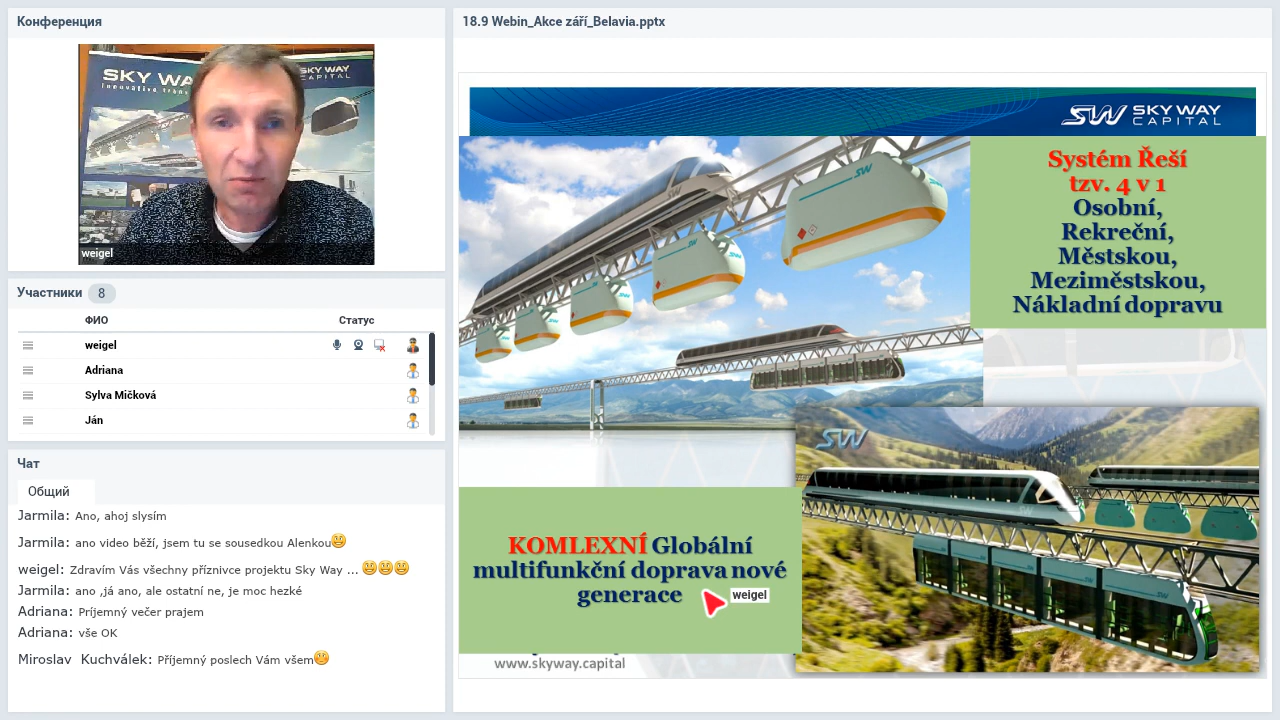 Конференция
SKY WA
CAPITAL
weigel
Участники 8
ФИО Статус
weigel
Adriana
Sylva Mičková
Ján
Чат
Общий
Jarmila: Ano, ahoj slysím
Jarmila: ano video běží, jsem tu se sousedkou Alenkou
weigel: Zdravím Vás všechny příznivce projektu Sky Way ...
Jarmila: ano ,já ano, ale ostatní ne, je moc hezké
Adriana: Príjemný večer prajem
Adriana: vše OK
Miroslav Kuchválek: Příjemný poslech Vám všem
18.9 Webin_Akce září_Belavia.pptx
SW SKY WAY
CAPITAL
Systém Řeší
tzv. 4 v 1
Osobní,
Rekreční,
Městskou,
Meziměstskou,
Nákladní dopravu
SW
KOMLEXNÍ Globální
multifunkční doprava nové
generace
weigel
www.skyway.capital